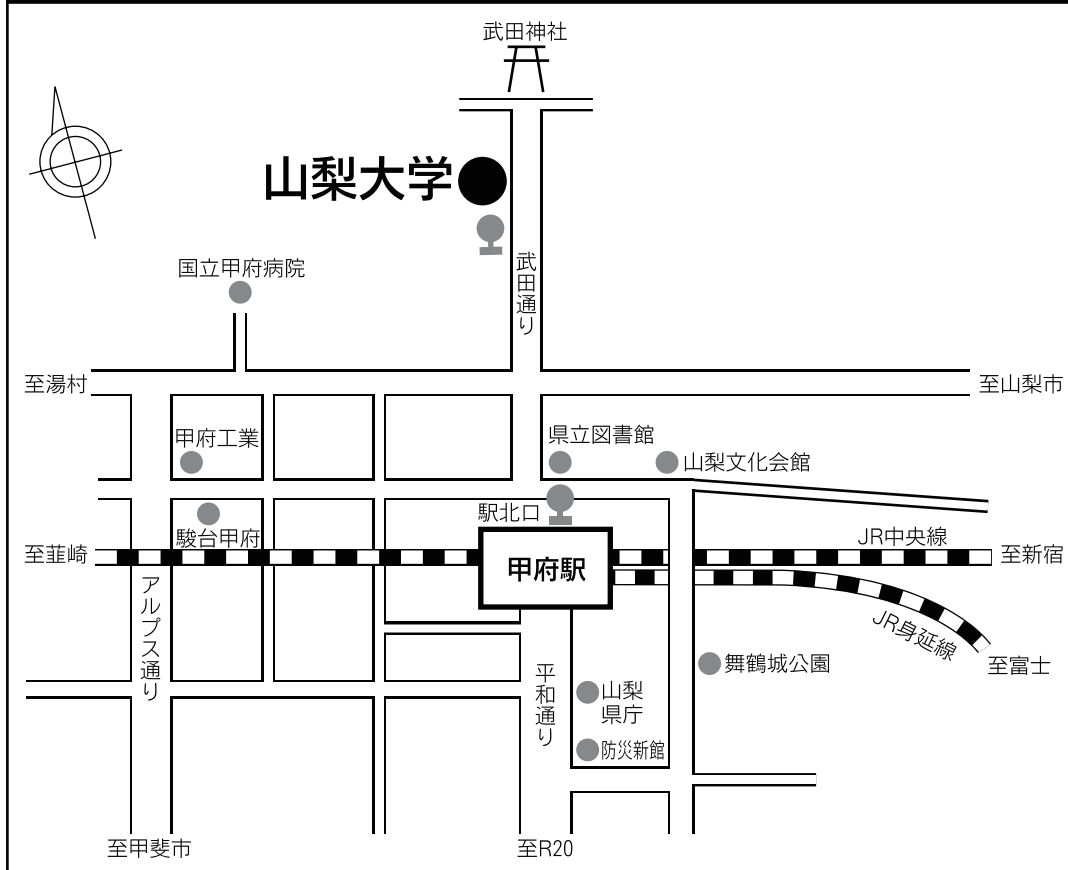 武田神社
山梨大学
武田通り
国立甲府病院
至湯村
至山梨市
甲府工業
県立図書館
山梨文化会館
駅北口
駿台甲府
至韮崎
甲府駅
JR中央線
至新宿
アルプス通り
JR身延線
至富士
舞鶴城公園
平和通り
山梨
県庁
防災新館
至甲斐市
至R20